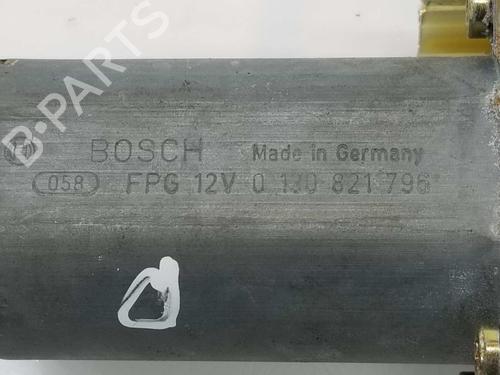 B-PARTS
BOSCH Made in Germany
058 FPG 12V 0 130 821 796